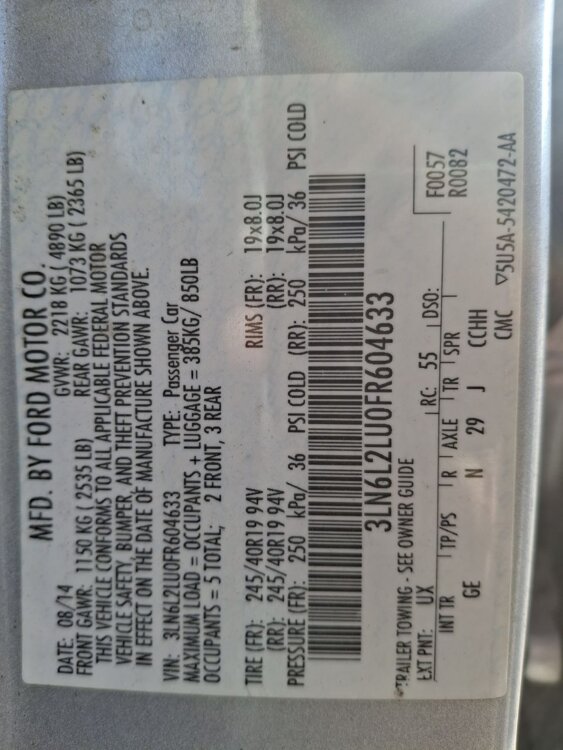 MFD. BY FORD MOTOR CO.
DATE: 08/14 GVWR: 2218 KG ( 4890 LB)
FRONT GAWR: 1150 KG ( 2535 LB) REAR GAWR: 1073 KG ( 2365 LB)
THIS VEHICLE CONFORMS TO ALL APPLICABLE FEDERAL MOTOR
VEHICLE SAFETY, BUMPER, AND THEFT PREVENTION STANDARDS
IN EFFECT ON THE DATE OF MANUFACTURE SHOWN ABOVE.
VIN: 3LN6L2LU0FR604633 TYPE: Passenger Car
MAXIMUM LOAD = OCCUPANTS + LUGGAGE = 385KG/ 850LB
OCCUPANTS = 5 TOTAL; 2 FRONT, 3 REAR
TIRE (FR): 245/40R19 94V RIMS (FR): 19x8.0J
(RR): 245/40R19 94V (RR): 19x8.0J
PRESSURE (FR): 250 kPa/ 36 PSI COLD (RR): 250 kPa/ 36 PSI COLD
3LN6L2LU0FR604633
TRAILER TOWING - SEE OWNER GUIDE
EXT PNT: UX RC: 55 DSO: F0057
R0082
INT TR TP/PS R AXLE TR SPR
GE N 29 J CCHH
CMC ▽5U5A-5420472-AA